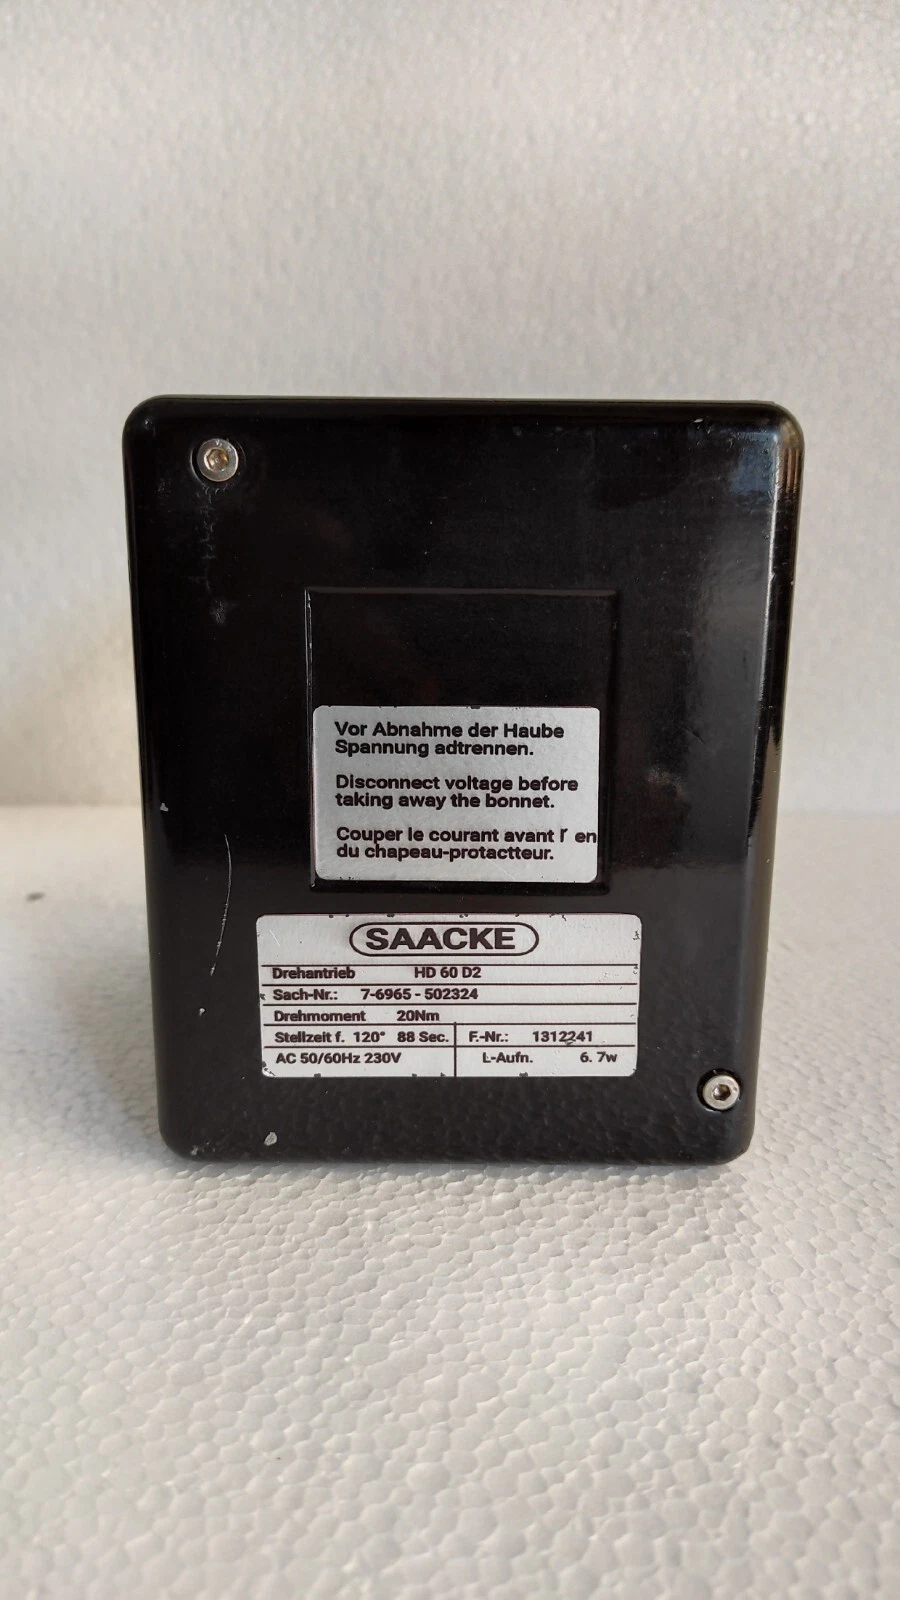 Vor Abnahme der Haube
Spannung adtrennen.
Disconnect voltage before
taking away the bonnet.
Couper le courant avant l' en
du chapeau-protactteur.
SAACKE
Drehantrieb HD 60 D2
Sach-Nr.: 7-6965 - 502324
Drehmoment 20Nm
Stellzeit f. 120° 88 Sec. F.-Nr.: 1312241
AC 50/60Hz 230V L-Aufn. 6. 7w